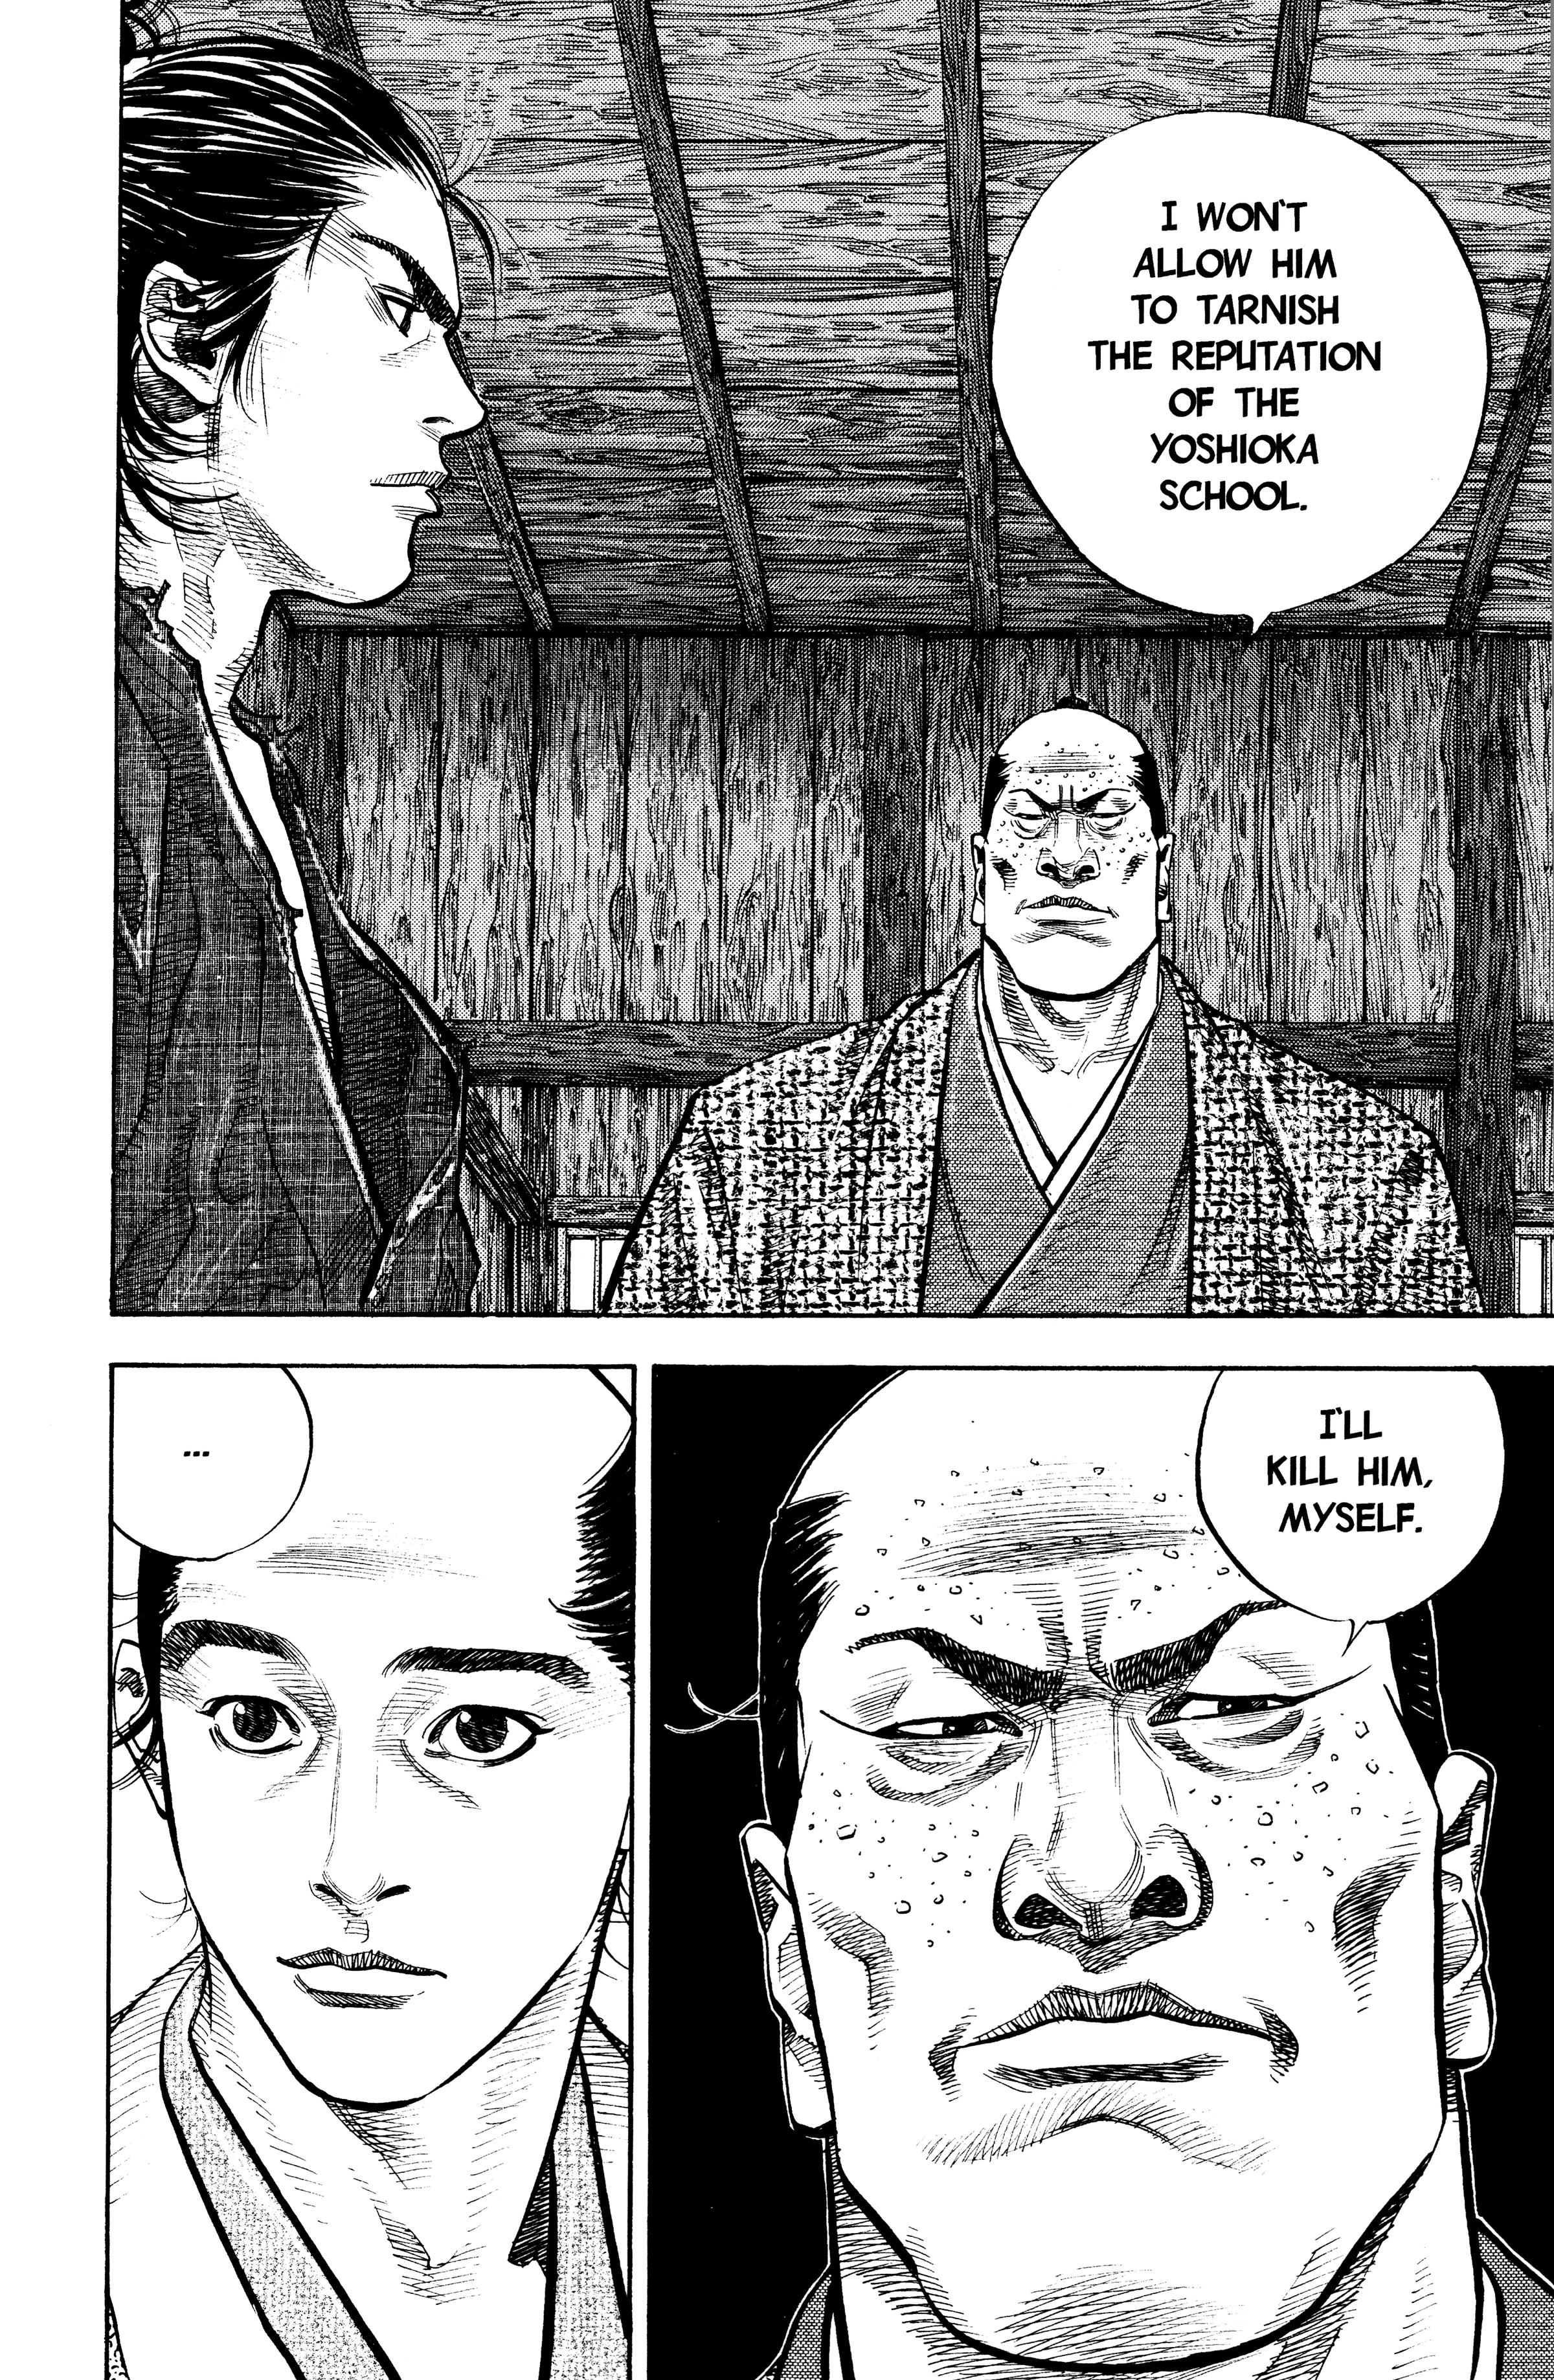 I WON'T
ALLOW HIM
TO TARNISH
THE REPUTATION
OF THE
YOSHIOKA
SCHOOL.
I'LL
KILL HIM,
MYSELF.
...